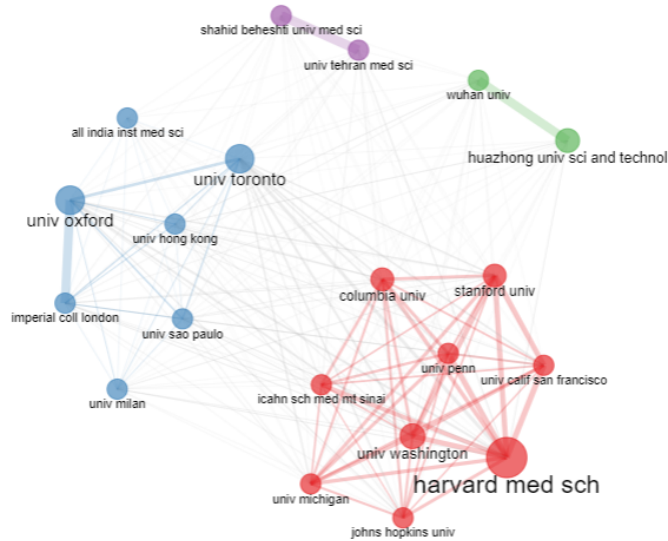 shahid beheshti univ med sci
univ tehran med sci
wuhan univ
all india inst med sci
huazhong univ sci and technol
univ toronto
univ oxford
univ hong kong
columbia univ
stanford univ
imperial coll london
univ sao paulo
univ penn
univ calif san francisco
univ milan
icahn sch med mt sinai
univ washington
harvard med sch
univ michigan
johns hopkins univ